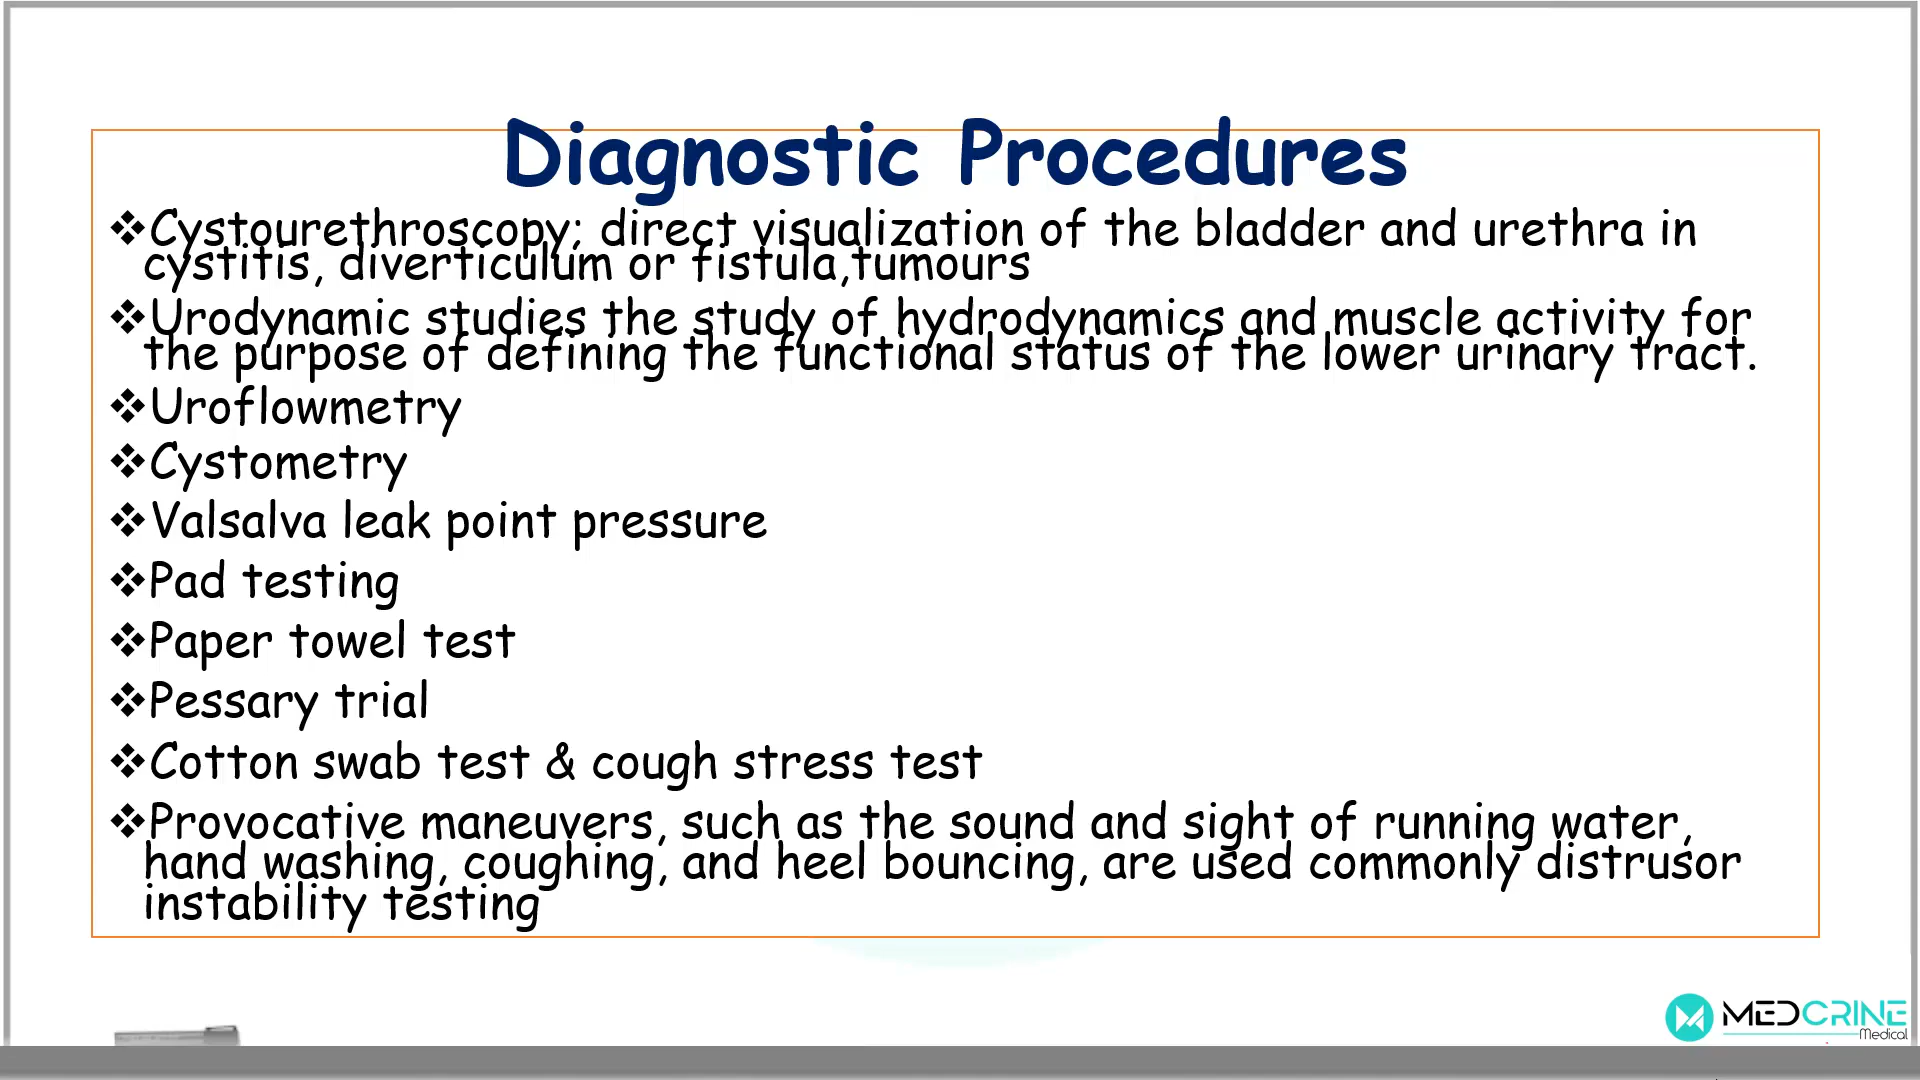 Diagnostic Procedures
❖Cystourethroscopy; direct visualization of the bladder and urethra in
cystitis, diverticulum or fistula,tumours
❖Urodynamic studies the study of hydrodynamics and muscle activity for
the purpose of defining the functional status of the lower urinary tract.
❖Uroflowmetry
❖Cystometry
❖Valsalva leak point pressure
❖Pad testing
❖Paper towel test
❖Pessary trial
❖Cotton swab test & cough stress test
❖Provocative maneuvers, such as the sound and sight of running water,
hand washing, coughing, and heel bouncing, are used commonly distrusor
instability testing
MEDCRINE
Medical